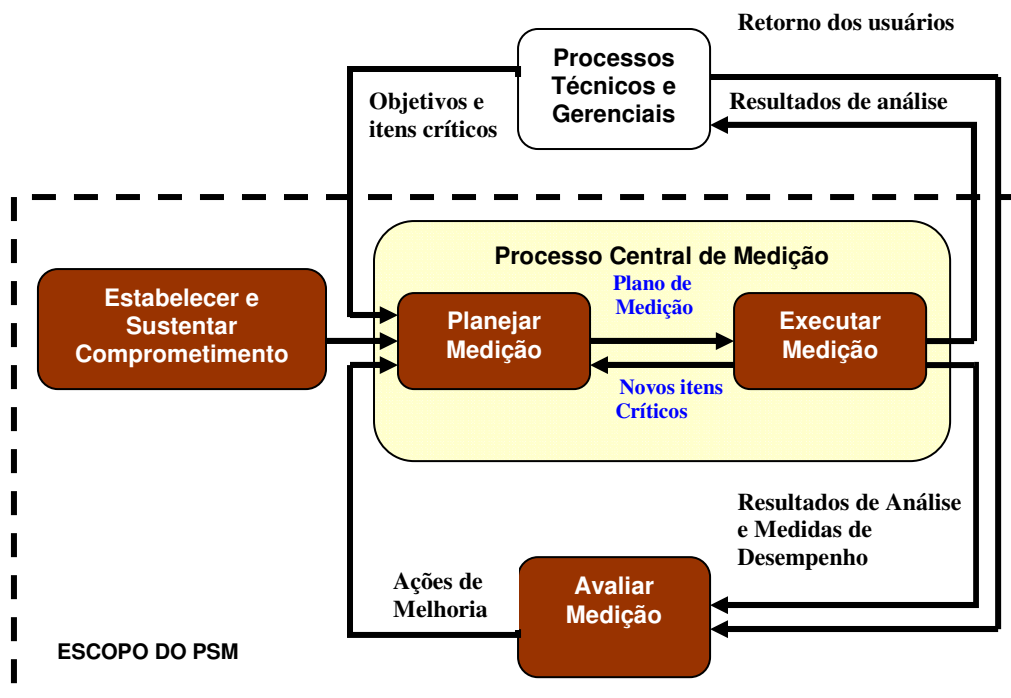 Retorno dos usuários
Processos
Técnicos e
Gerenciais
Objetivos e
itens críticos
Resultados de análise
Processo Central de Medição
Estabelecer e
Sustentar
Comprometimento
Planejar
Medição
Plano de
Medição
Executar
Medição
Novos itens
Críticos
Resultados de Análise
e Medidas de
Desempenho
Ações de
Melhoria
Avaliar
Medição
ESCOPO DO PSM